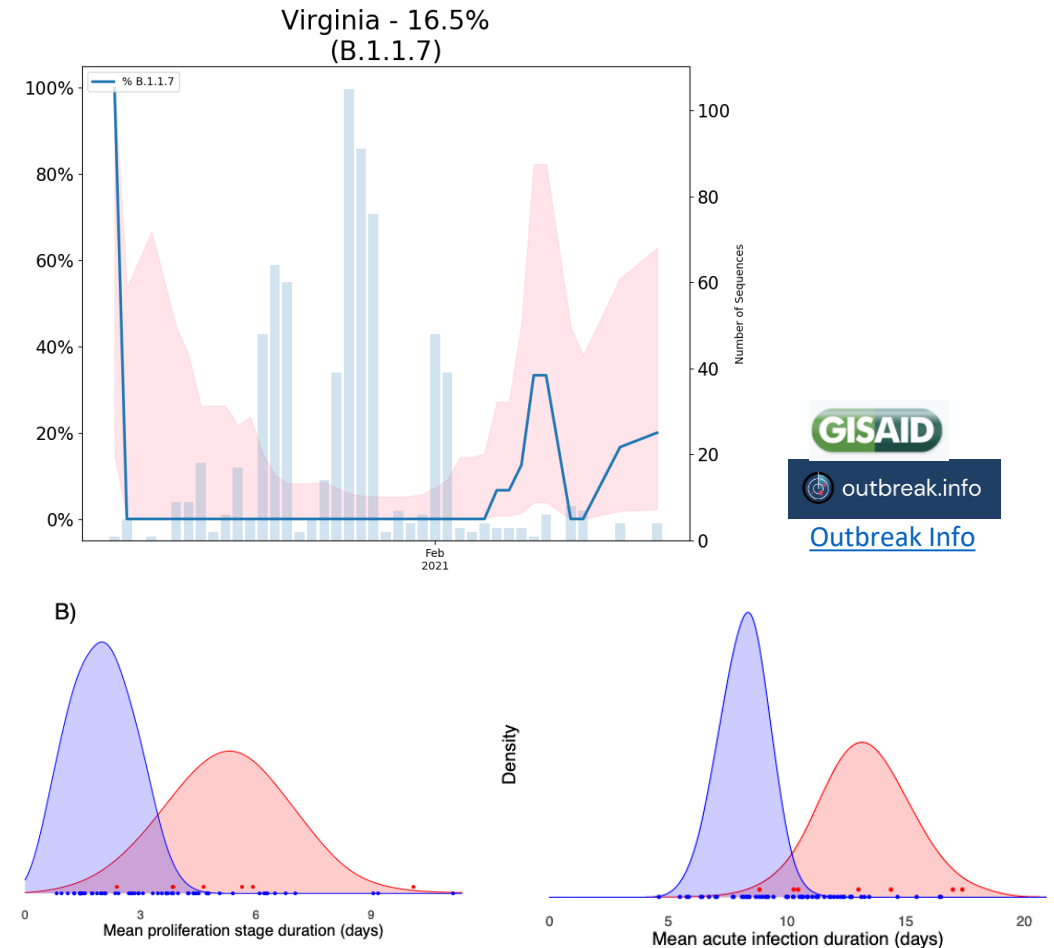 Virginia - 16.5%
(B.1.1.7)
% B.1.1.7
100%
80%
60%
40%
20%
0%
100
80
60
40
20
0
Number of Sequences
Feb
2021
GISAID
outbreak.info
Outbreak Info
B)
0 3 6 9
Mean proliferation stage duration (days)
Density
0 5 10 15 20
Mean acute infection duration (days)